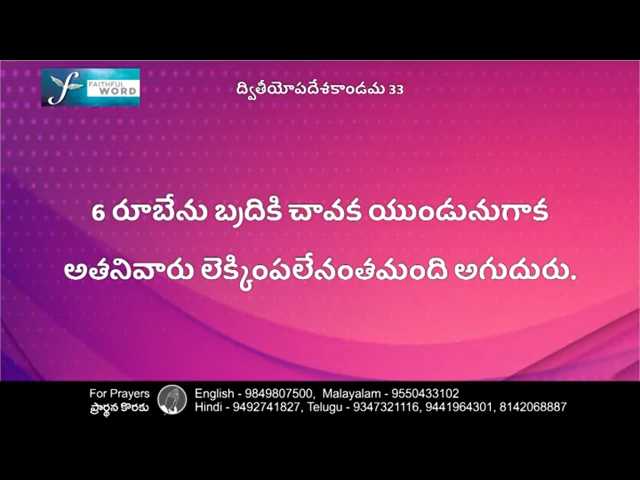 FAITHFUL
WORD
ద్వితీయోపదేశకాండమ 33
6 రూబేను బ్రదికి చావక యుండునుగాక
అతనివారు లెక్కింపలేనంతమంది అగుదురు.
For Prayers
ప్రార్థన కొరకు
English - 9849807500, Malayalam - 9550433102
Hindi - 9492741827, Telugu - 9347321116, 9441964301, 8142068887